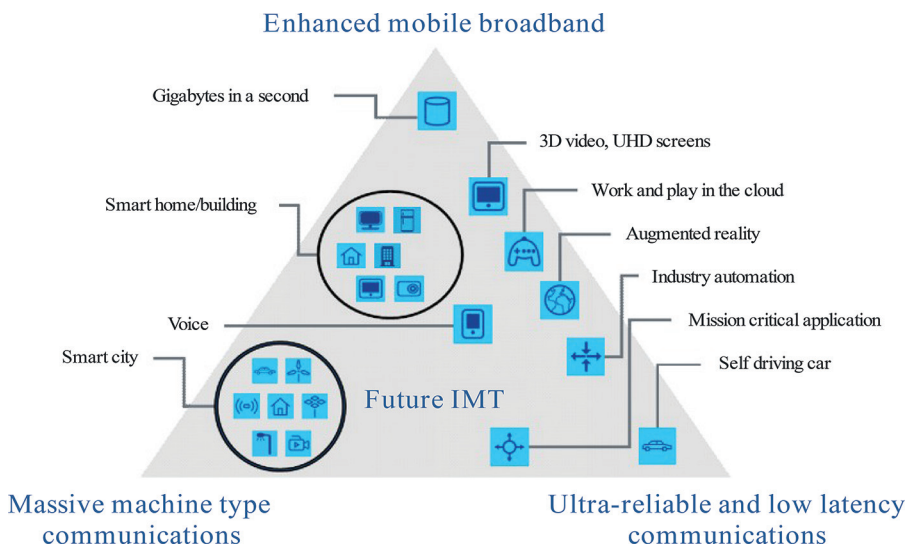 Enhanced mobile broadband
Gigabytes in a second
3D video, UHD screens
Work and play in the cloud
Smart home/building
Augmented reality
Industry automation
Voice
Mission critical application
Smart city
Self driving car
Future IMT
Massive machine type
communications
Ultra-reliable and low latency
communications